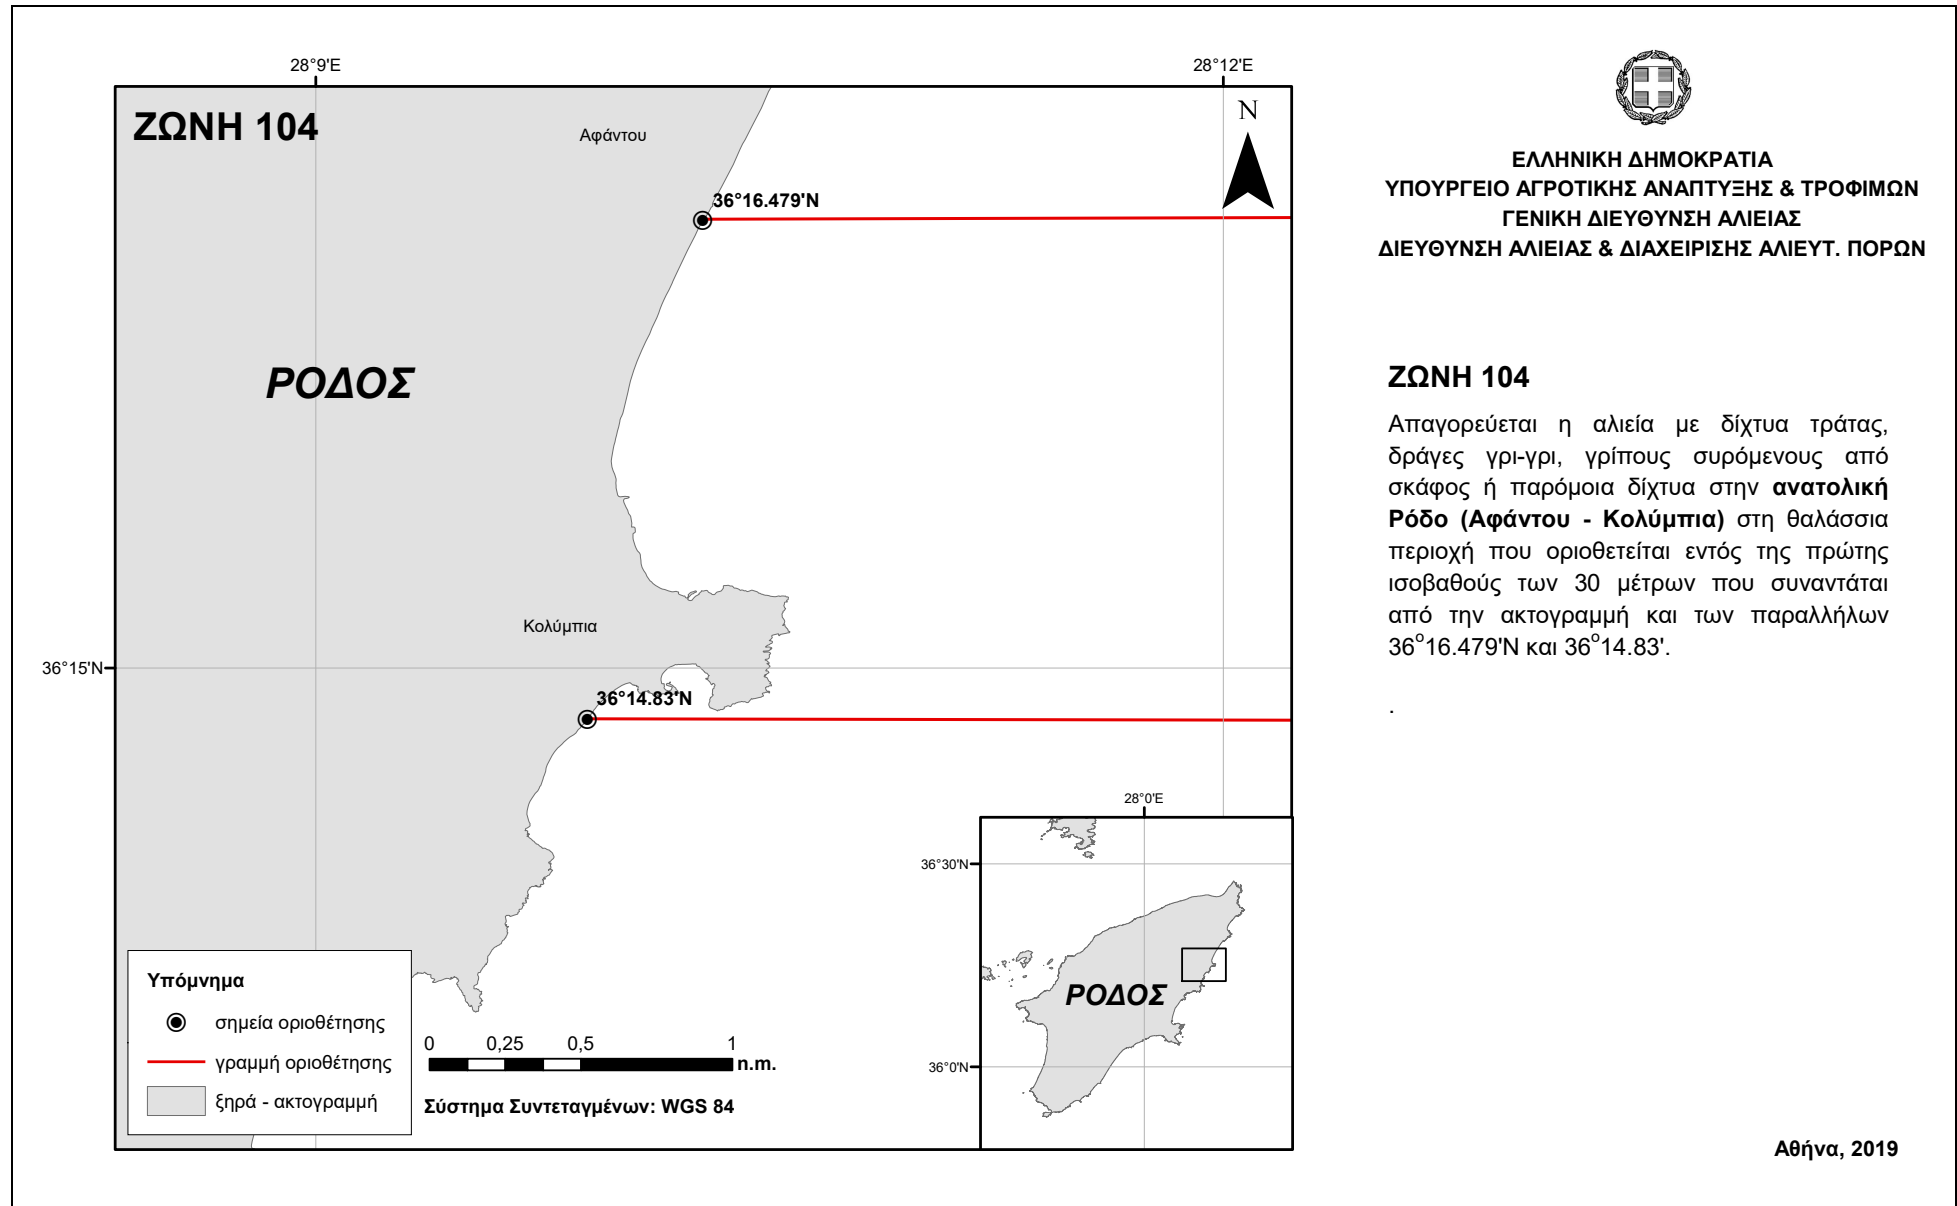 28°9'E
28°12'E
ΖΩΝΗ 104
Αφάντου
N
36°16.479'N
ΡΟΔΟΣ
Κολύμπια
36°15'N
36°14.83'N
28°0'E
36°30'N
ΡΟΔΟΣ
36°0'N
Υπόμνημα
σημεία οριοθέτησης
γραμμή οριοθέτησης
ξηρά - ακτογραμμή
0 0,25 0,5 1
n.m.
Σύστημα Συντεταγμένων: WGS 84
ΕΛΛΗΝΙΚΗ ΔΗΜΟΚΡΑΤΙΑ
ΥΠΟΥΡΓΕΙΟ ΑΓΡΟΤΙΚΗΣ ΑΝΑΠΤΥΞΗΣ & ΤΡΟΦΙΜΩΝ
ΓΕΝΙΚΗ ΔΙΕΥΘΥΝΣΗ ΑΛΙΕΙΑΣ
ΔΙΕΥΘΥΝΣΗ ΑΛΙΕΙΑΣ & ΔΙΑΧΕΙΡΙΣΗΣ ΑΛΙΕΥΤ. ΠΟΡΩΝ
ΖΩΝΗ 104
Απαγορεύεται η αλιεία με δίχτυα τράτας,
δράγες γρι-γρι, γρίπους συρόμενους από
σκάφος ή παρόμοια δίχτυα στην ανατολική
Ρόδο (Αφάντου - Κολύμπια) στη θαλάσσια
περιοχή που οριοθετείται εντός της πρώτης
ισοβαθούς των 30 μέτρων που συναντάται
από την ακτογραμμή και των παραλλήλων
36°16.479'N και 36°14.83'.
.
Αθήνα, 2019